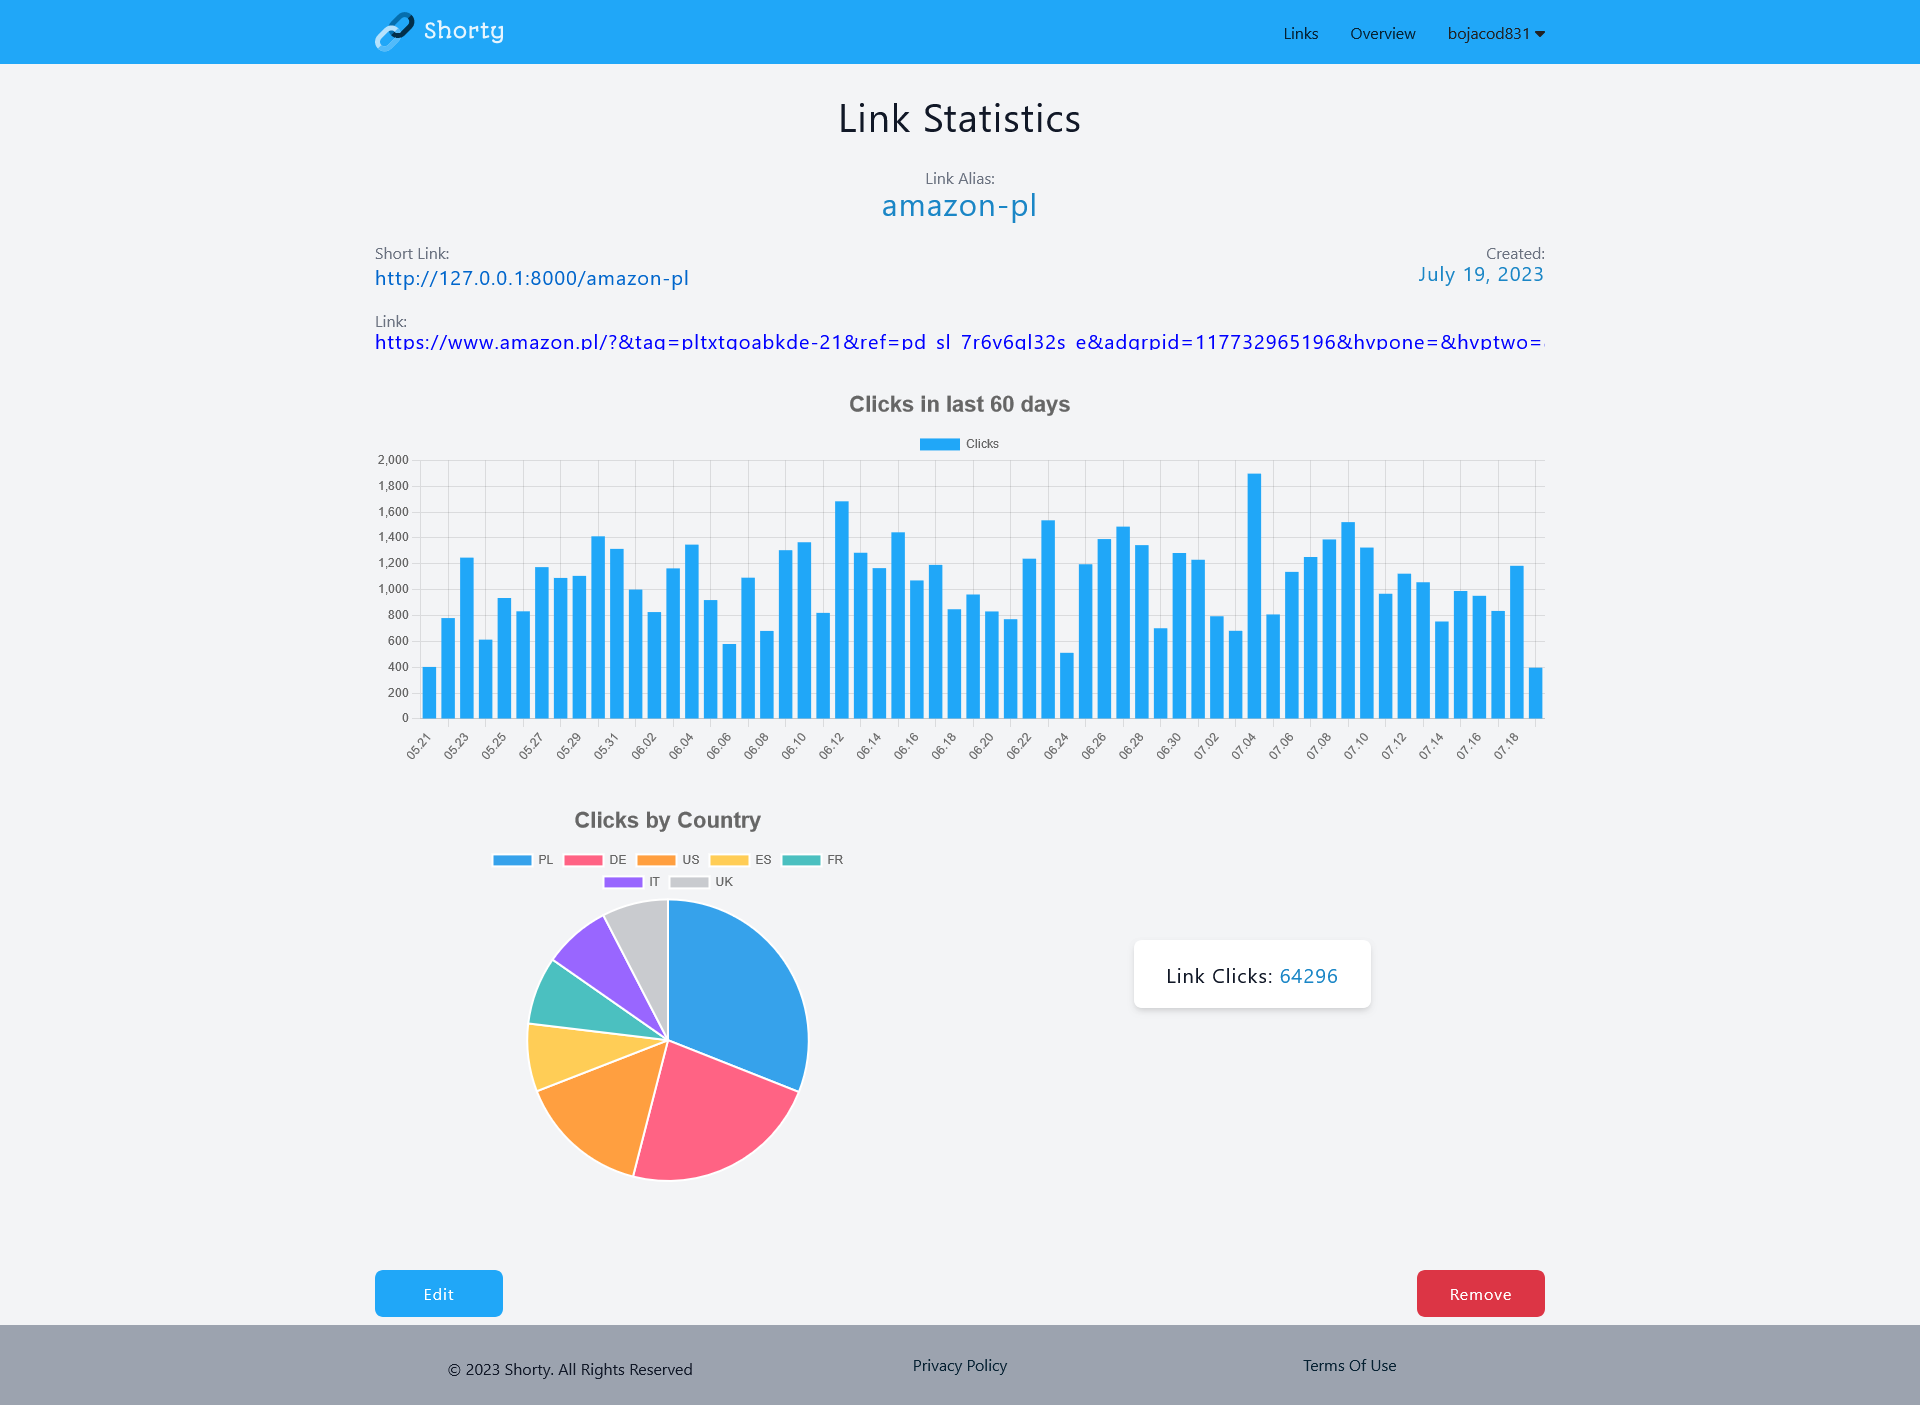 Shorty
Links Overview bojacod831
Link Statistics
Link Alias:
amazon-pl
Short Link: Created:
http://127.0.0.1:8000/amazon-pl July 19, 2023
Link:
https://www.amazon.pl/?&tag=pltxtgoabkde-21&ref=pd_sl_7r6v6gl32s_e&adgrpid=117732965196&hvpone=&hvptwo=
Clicks in last 60 days
Clicks
2,000
1,800
1,600
1,400
1,200
1,000
800
600
400
200
0
05.21 05.23 05.25 05.27 05.29 05.31 06.02 06.04 06.06 06.08 06.10 06.12 06.14 06.16 06.18 06.20 06.22 06.24 06.26 06.28 06.30 07.02 07.04 07.06 07.08 07.10 07.12 07.14 07.16 07.18
Clicks by Country
PL DE US ES FR
IT UK
Link Clicks: 64296
Edit Remove
© 2023 Shorty. All Rights Reserved Privacy Policy Terms Of Use